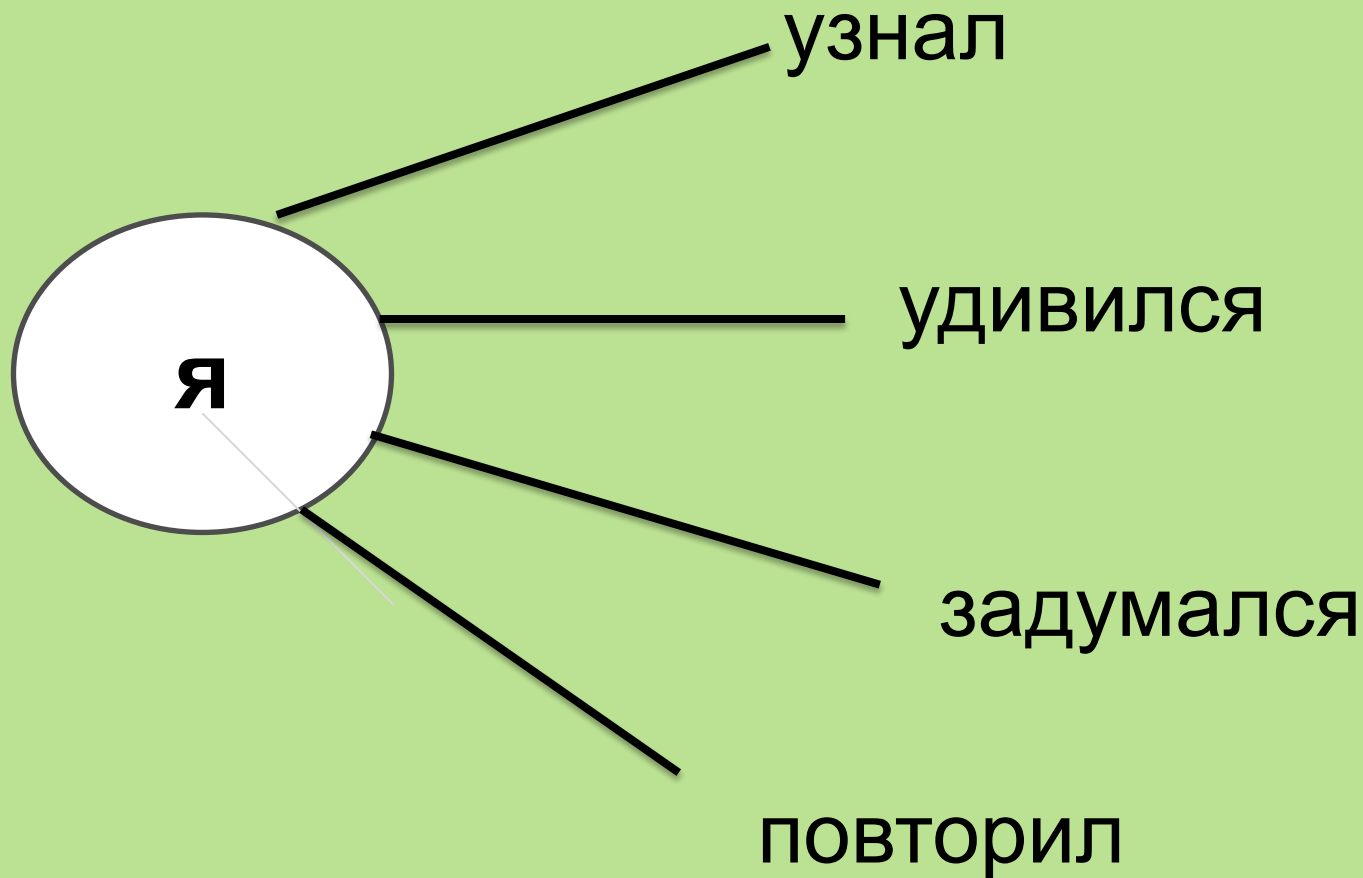 узнал
удивился
я
задумался
повторил